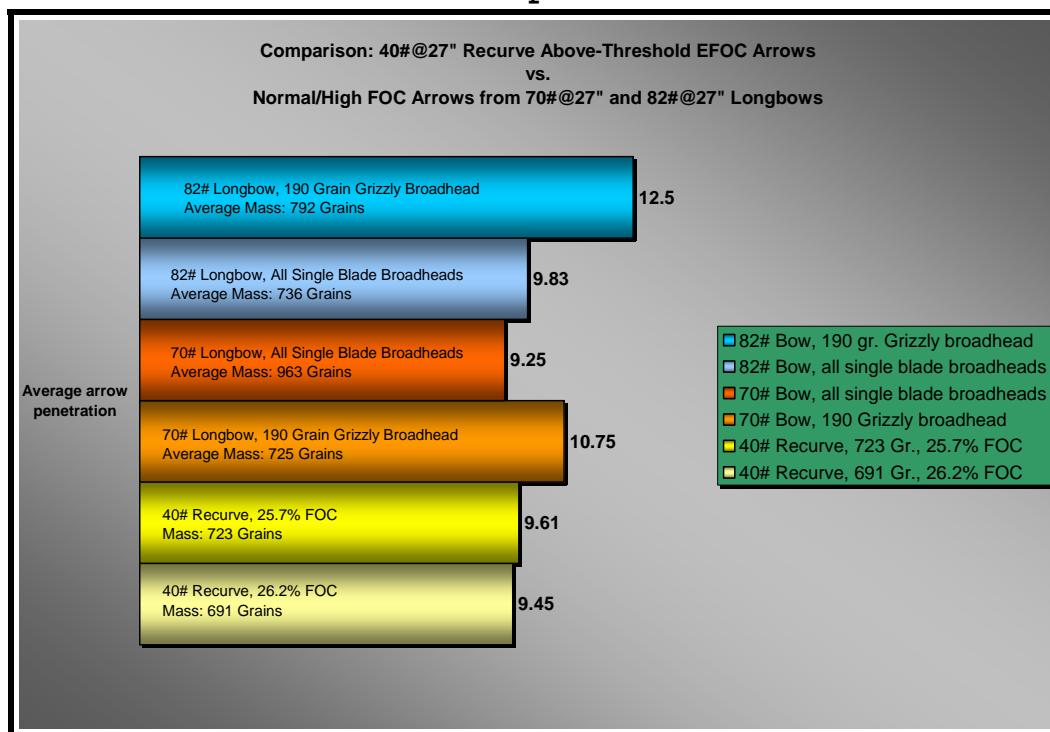 Comparison: 40#@27" Recurve Above-Threshold EFOC Arrows
vs.
Normal/High FOC Arrows from 70#@27" and 82#@27" Longbows
82# Longbow, 190 Grain Grizzly Broadhead
Average Mass: 792 Grains
12.5
82# Longbow, All Single Blade Broadheads
Average Mass: 736 Grains
9.83
70# Longbow, All Single Blade Broadheads
Average Mass: 963 Grains
9.25
70# Longbow, 190 Grain Grizzly Broadhead
Average Mass: 725 Grains
10.75
40# Recurve, 25.7% FOC
Mass: 723 Grains
9.61
40# Recurve, 26.2% FOC
Mass: 691 Grains
9.45
Average arrow
penetration
82# Bow, 190 gr. Grizzly broadhead
82# Bow, all single blade broadheads
70# Bow, all single blade broadheads
70# Bow, 190 Grizzly broadhead
40# Recurve, 723 Gr., 25.7% FOC
40# Recurve, 691 Gr., 26.2% FOC